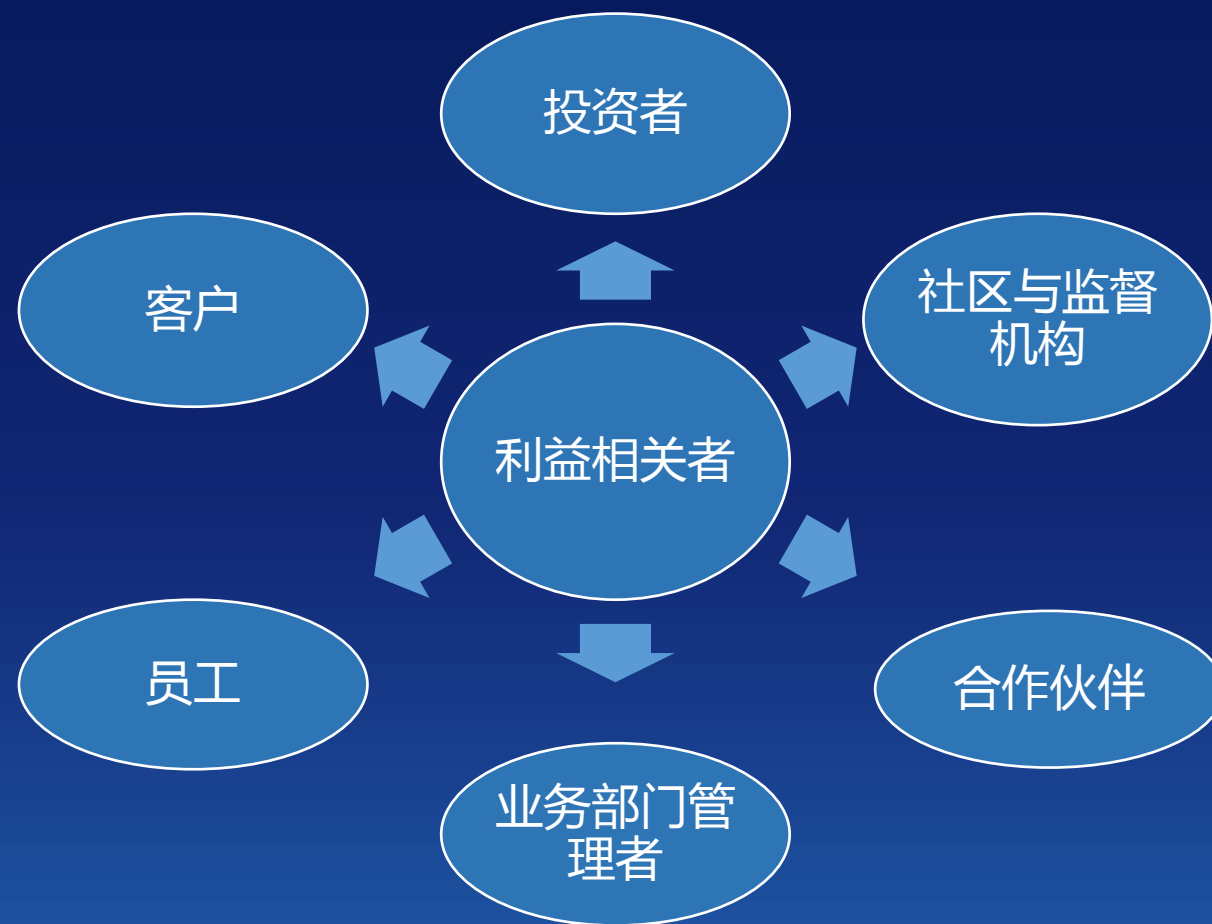 投资者
客户
社区与监督
机构
利益相关者
员工
合作伙伴
业务部门管
理者